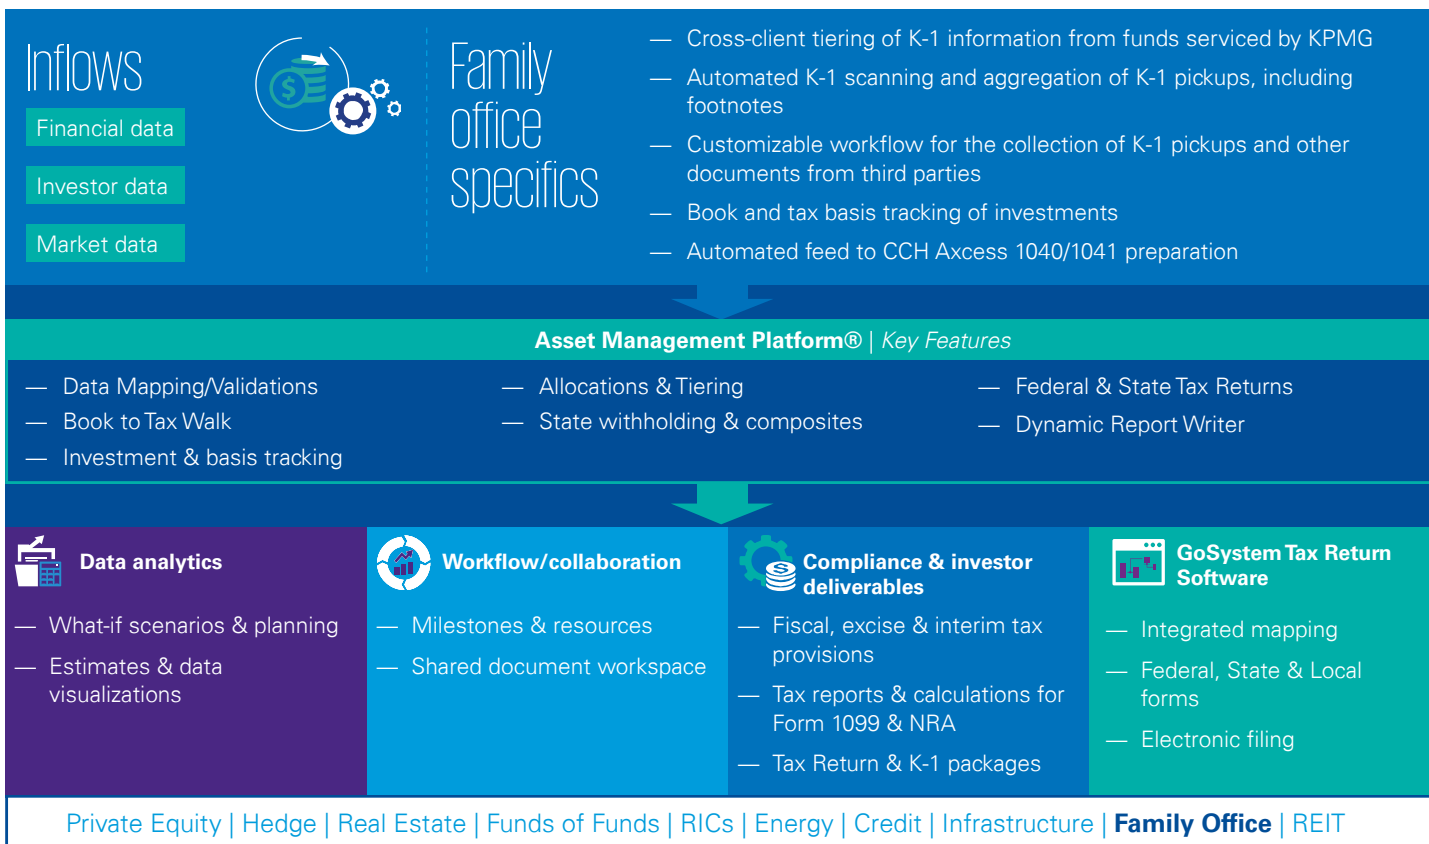 Inflows
Financial data
Investor data
Market data
Family
office
specifics
— Cross-client tiering of K-1 information from funds serviced by KPMG
— Automated K-1 scanning and aggregation of K-1 pickups, including
footnotes
— Customizable workflow for the collection of K-1 pickups and other
documents from third parties
— Book and tax basis tracking of investments
— Automated feed to CCH Axcess 1040/1041 preparation
Asset Management Platform® | Key Features
— Data Mapping/Validations
— Book to Tax Walk
— Investment & basis tracking
— Allocations & Tiering
— State withholding & composites
— Federal & State Tax Returns
— Dynamic Report Writer
Data analytics
— What-if scenarios & planning
— Estimates & data
visualizations
Workflow/collaboration
— Milestones & resources
— Shared document workspace
Compliance & investor
deliverables
— Fiscal, excise & interim tax
provisions
— Tax reports & calculations for
Form 1099 & NRA
— Tax Return & K-1 packages
GoSystem Tax Return
Software
— Integrated mapping
— Federal, State & Local
forms
— Electronic filing
Private Equity | Hedge | Real Estate | Funds of Funds | RICs | Energy | Credit | Infrastructure | Family Office | REIT